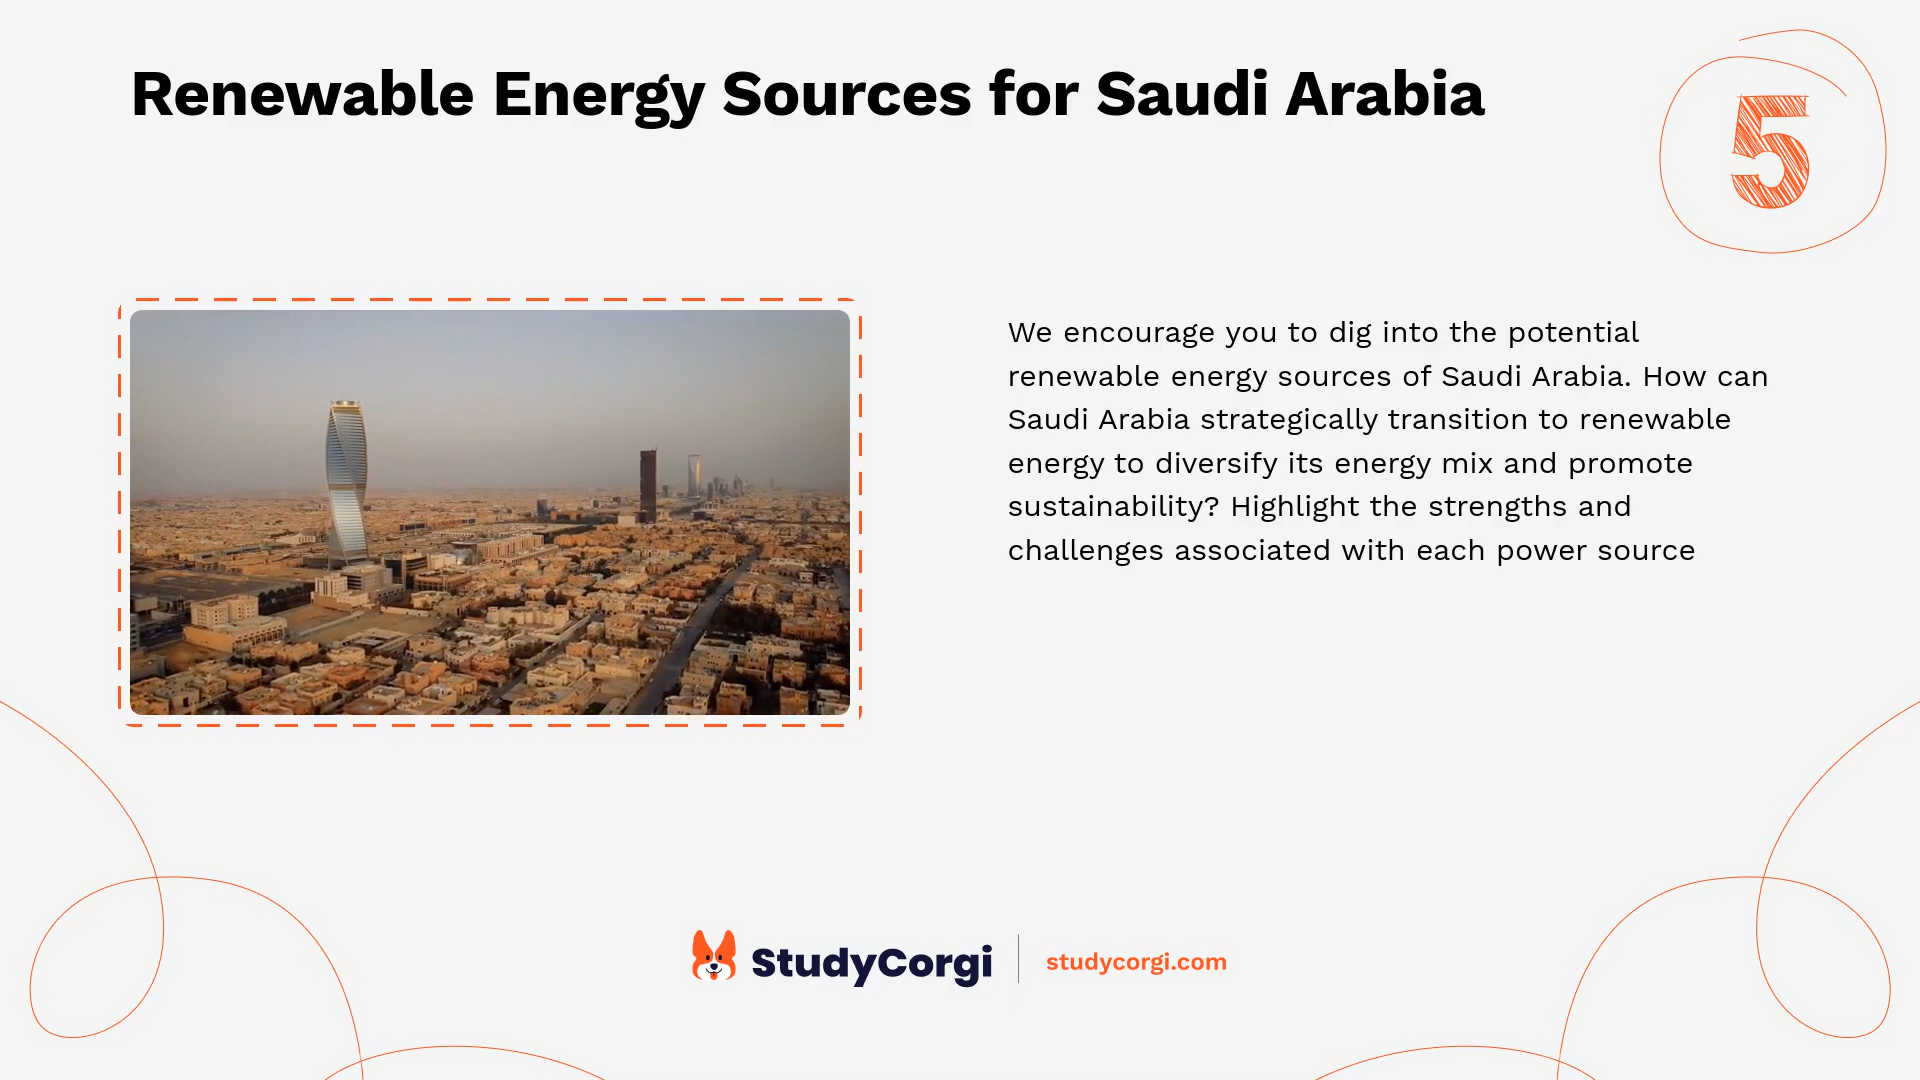 Renewable Energy Sources for Saudi Arabia
5
We encourage you to dig into the potential
renewable energy sources of Saudi Arabia. How can
Saudi Arabia strategically transition to renewable
energy to diversify its energy mix and promote
sustainability? Highlight the strengths and
challenges associated with each power source
StudyCorgi
studycorgi.com